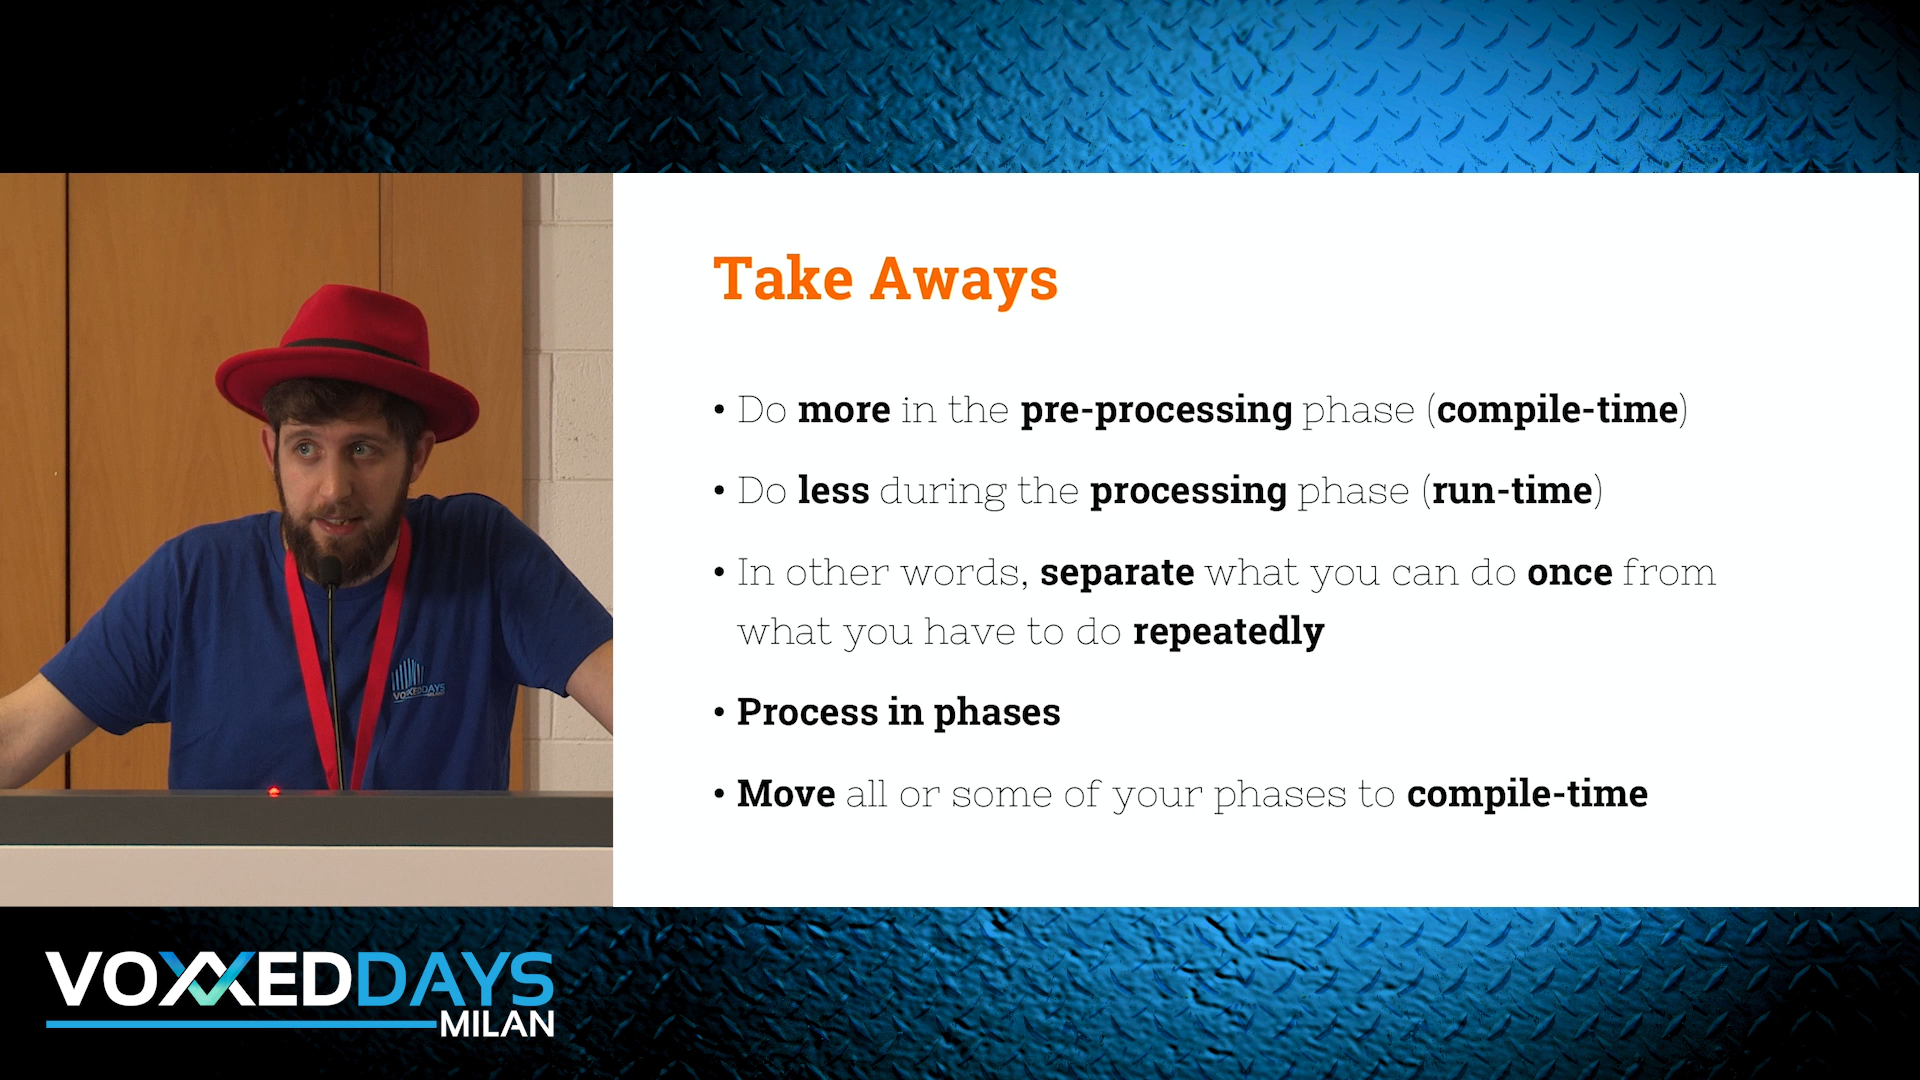 Take Aways
• Do more in the pre-processing phase (compile-time)
• Do less during the processing phase (run-time)
• In other words, separate what you can do once from
what you have to do repeatedly
• Process in phases
• Move all or some of your phases to compile-time
VOXXEDDAYS
VOXXEDDAYS
MILAN